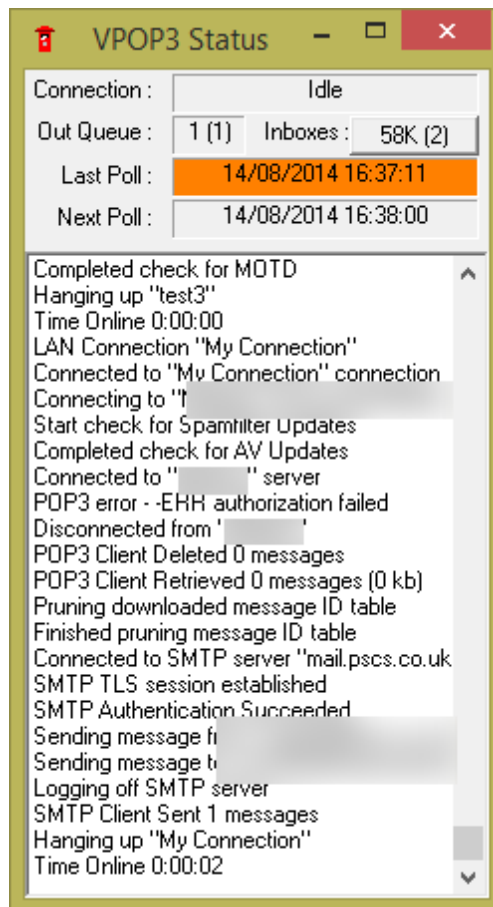 VPOP3 Status
Connection : Idle
Out Queue : 1 (1) Inboxes : 58K (2)
Last Poll : 14/08/2014 16:37:11
Next Poll : 14/08/2014 16:38:00
Completed check for MOTD
Hanging up "test3"
Time Online 0:00:00
LAN Connection "My Connection"
Connected to "My Connection" connection
Connecting to "
Start check for Spamfilter Updates
Completed check for AV Updates
Connected to " " server
POP3 error - -ERR authorization failed
Disconnected from '
POP3 Client Deleted 0 messages
POP3 Client Retrieved 0 messages (0 kb)
Pruning downloaded message ID table
Finished pruning message ID table
Connected to SMTP server "mail.pscs.co.uk
SMTP TLS session established
SMTP Authentication Succeeded
Sending message
Sending message
Logging off SMTP server
SMTP Client Sent 1 messages
Hanging up "My Connection"
Time Online 0:00:02